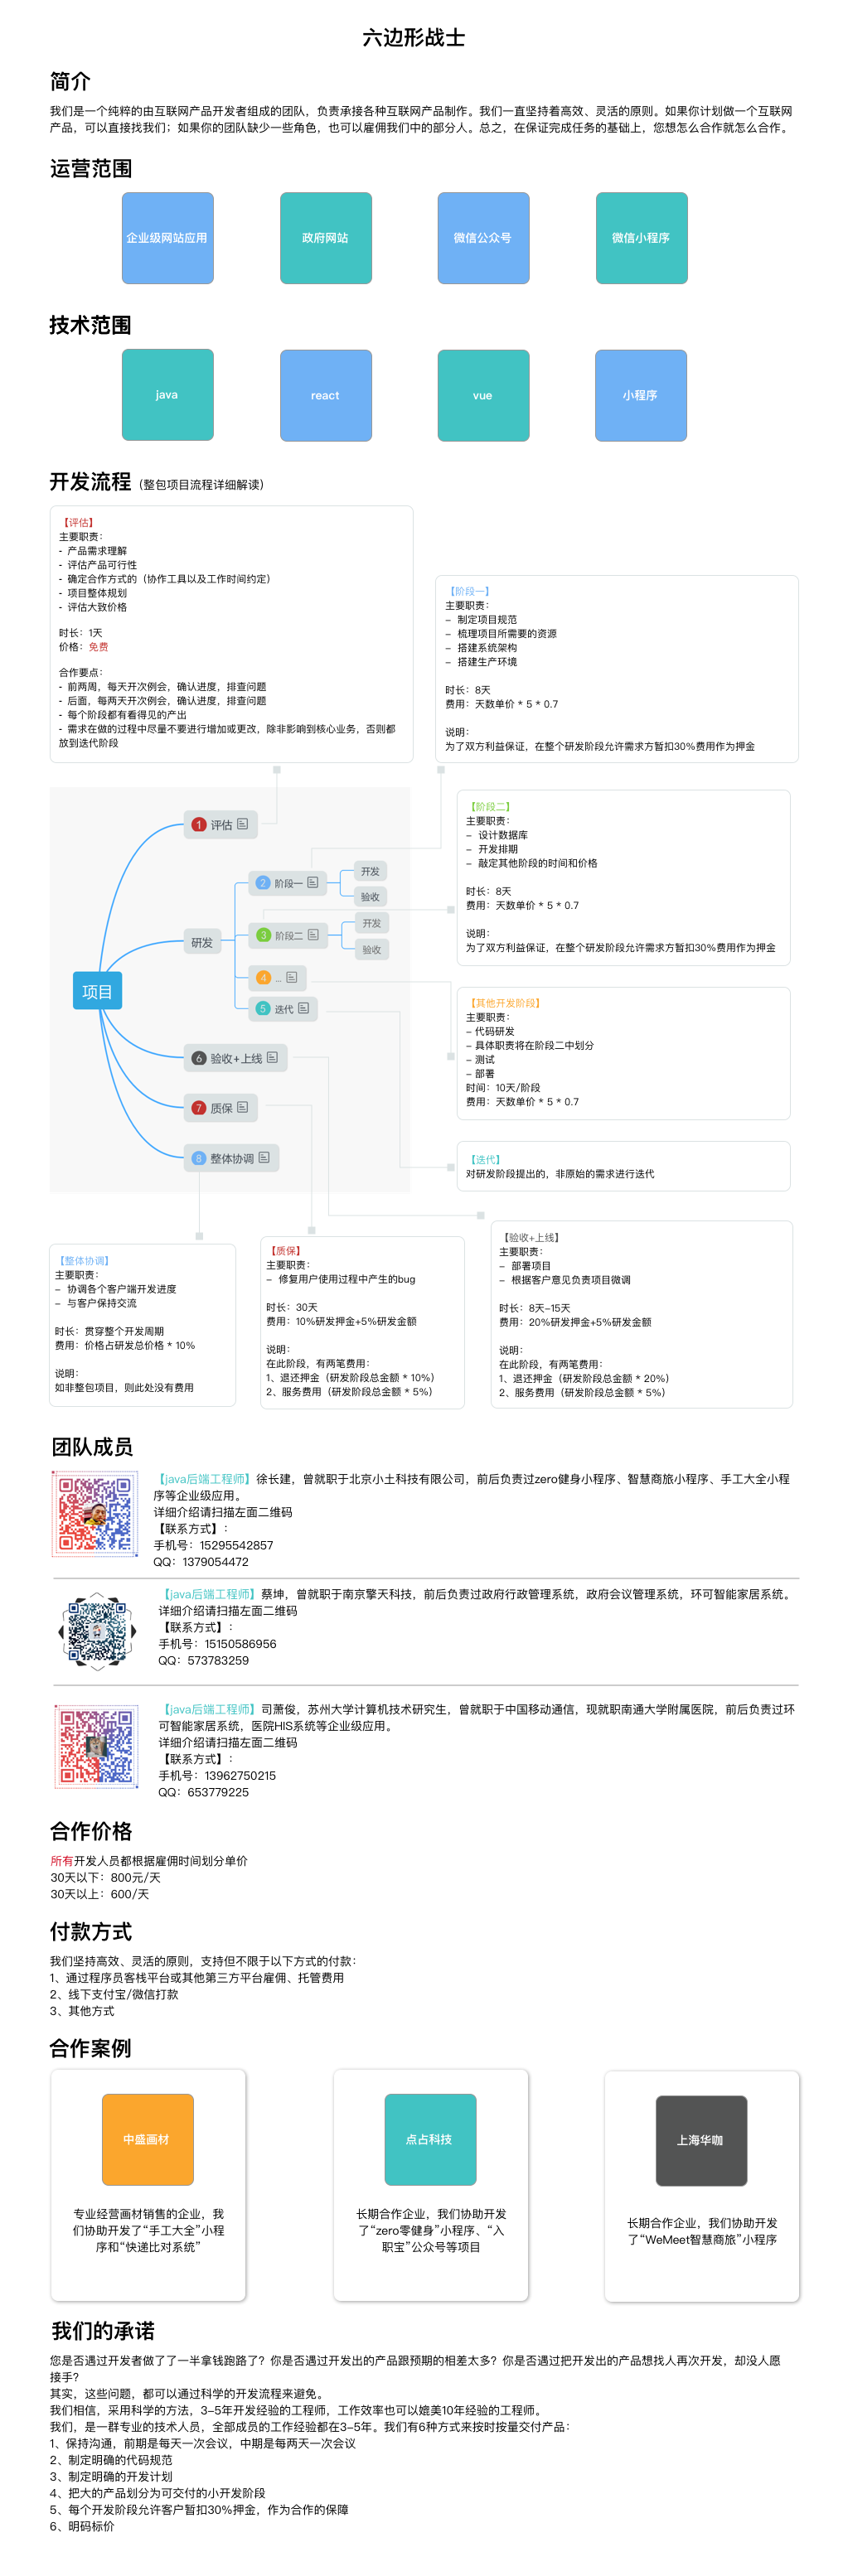 六边形战士
简介
我们是一个纯粹的由互联网产品开发者组成的团队，负责承接各种互联网产品制作。我们一直坚持着高效、灵活的原则。如果你计划做一个互联网
产品，可以直接找我们；如果你的团队缺少一些角色，也可以雇佣我们中的部分人。总之，在保证完成任务的基础上，您想怎么合作就怎么合作。
运营范围
企业级网站应用
政府网站
微信公众号
微信小程序
技术范围
java
react
vue
小程序
开发流程（整包项目流程详细解读）
【评估】
主要职责：
- 产品需求理解
- 评估产品可行性
- 确定合作方式的（协作工具以及工作时间约定）
- 项目整体规划
- 评估大致价格
时长：1天
价格：免费
合作要点：
- 前两周，每天开次例会，确认进度，排查问题
- 后面，每两天开次例会，确认进度，排查问题
- 每个阶段都有看得见的产出
- 需求在做的过程中尽量不要进行增加或更改，除非影响到核心业务，否则都
放到迭代阶段
【阶段一】
主要职责：
– 制定项目规范
– 梳理项目所需要的资源
– 搭建系统架构
– 搭建生产环境
时长：8天
费用：天数单价 * 5 * 0.7
说明：
为了双方利益保证，在整个研发阶段允许需求方暂扣30%费用作为押金
【阶段二】
主要职责：
– 设计数据库
– 开发排期
– 敲定其他阶段的时间和价格
时长：8天
费用：天数单价 * 5 * 0.7
说明：
为了双方利益保证，在整个研发阶段允许需求方暂扣30%费用作为押金
项目
1 评估
研发
2 阶段一
开发
验收
3 阶段二
开发
验收
4 ...
5 迭代
6 验收+上线
7 质保
8 整体协调
【其他开发阶段】
主要职责：
– 代码研发
– 具体职责将在阶段二中划分
– 测试
– 部署
时间：10天/阶段
费用：天数单价 * 5 * 0.7
【迭代】
对研发阶段提出的，非原始的需求进行迭代
【整体协调】
主要职责：
– 协调各个客户端开发进度
– 与客户保持交流
时长：贯穿整个开发周期
费用：价格占研发总价格 * 10%
说明：
如非整包项目，则此处没有费用
【质保】
主要职责：
– 修复用户使用过程中产生的bug
时长：30天
费用：10%研发押金+5%研发金额
说明：
在此阶段，有两笔费用：
1、退还押金（研发阶段总金额 * 10%）
2、服务费用（研发阶段总金额 * 5%）
【验收+上线】
主要职责：
– 部署项目
– 根据客户意见负责项目微调
时长：8天–15天
费用：20%研发押金+5%研发金额
说明：
在此阶段，有两笔费用：
1、退还押金（研发阶段总金额 * 20%）
2、服务费用（研发阶段总金额 * 5%）
团队成员
【java后端工程师】徐长建，曾就职于北京小土科技有限公司，前后负责过zero健身小程序、智慧商旅小程序、手工大全小程
序等企业级应用。
详细介绍请扫描左面二维码
【联系方式】：
手机号：15295542857
QQ：1379054472
【java后端工程师】蔡坤，曾就职于南京擎天科技，前后负责过政府行政管理系统，政府会议管理系统，环可智能家居系统。
详细介绍请扫描左面二维码
【联系方式】：
手机号：15150586956
QQ：573783259
【java后端工程师】司萧俊，苏州大学计算机技术研究生，曾就职于中国移动通信，现就职南通大学附属医院，前后负责过环
可智能家居系统，医院HIS系统等企业级应用。
详细介绍请扫描左面二维码
【联系方式】：
手机号：13962750215
QQ：653779225
合作价格
所有开发人员都根据雇佣时间划分单价
30天以下：800元/天
30天以上：600/天
付款方式
我们坚持高效、灵活的原则，支持但不限于以下方式的付款：
1、通过程序员客栈平台或其他第三方平台雇佣、托管费用
2、线下支付宝/微信打款
3、其他方式
合作案例
中盛画材
专业经营画材销售的企业，我
们协助开发了“手工大全”小程
序和“快递比对系统”
点占科技
长期合作企业，我们协助开发
了“zero零健身”小程序、“入
职宝”公众号等项目
上海华咖
长期合作企业，我们协助开发
了“WeMeet智慧商旅”小程序
我们的承诺
您是否遇过开发者做了了一半拿钱跑路了？你是否遇过开发出的产品跟预期的相差太多？你是否遇过把开发出的产品想找人再次开发，却没人愿
接手？
其实，这些问题，都可以通过科学的开发流程来避免。
我们相信，采用科学的方法，3–5年开发经验的工程师，工作效率也可以媲美10年经验的工程师。
我们，是一群专业的技术人员，全部成员的工作经验都在3–5年。我们有6种方式来按时按量交付产品：
1、保持沟通，前期是每天一次会议，中期是每两天一次会议
2、制定明确的代码规范
3、制定明确的开发计划
4、把大的产品划分为可交付的小开发阶段
5、每个开发阶段允许客户暂扣30%押金，作为合作的保障
6、明码标价